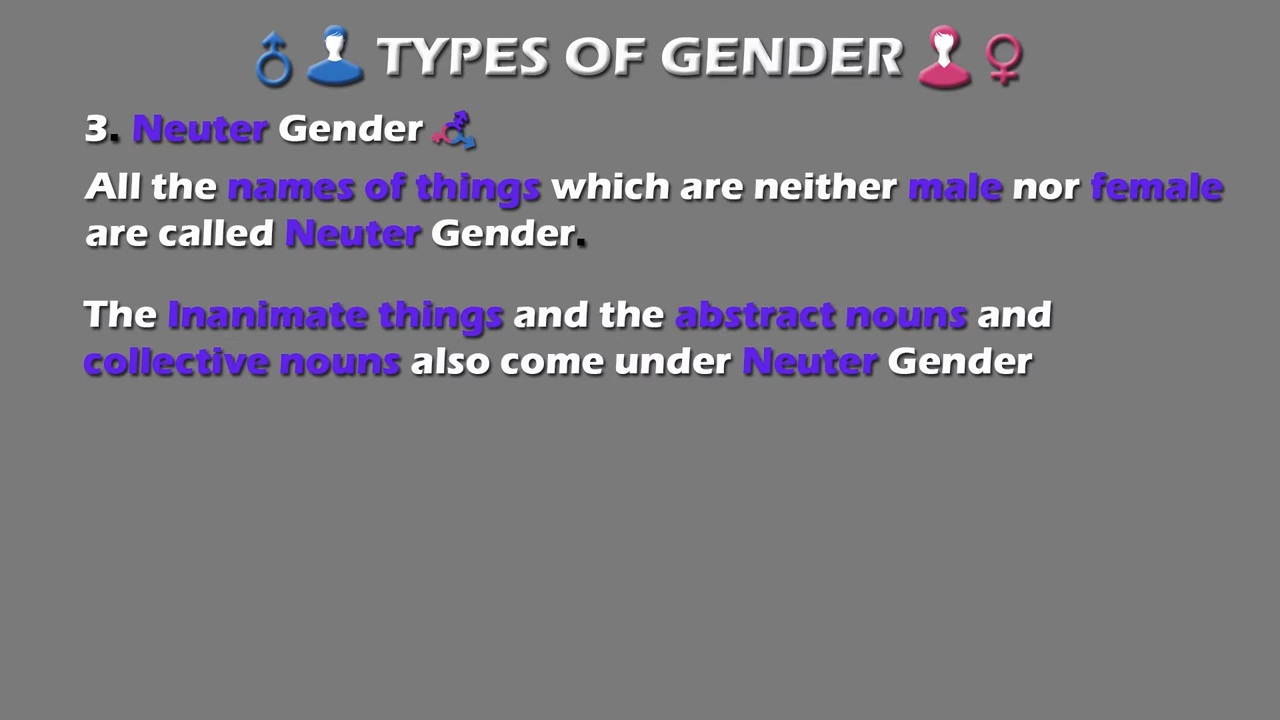 TYPES OF GENDER
3. Neuter Gender
All the names of things which are neither male nor female
are called Neuter Gender.
The Inanimate things and the abstract nouns and
collective nouns also come under Neuter Gender